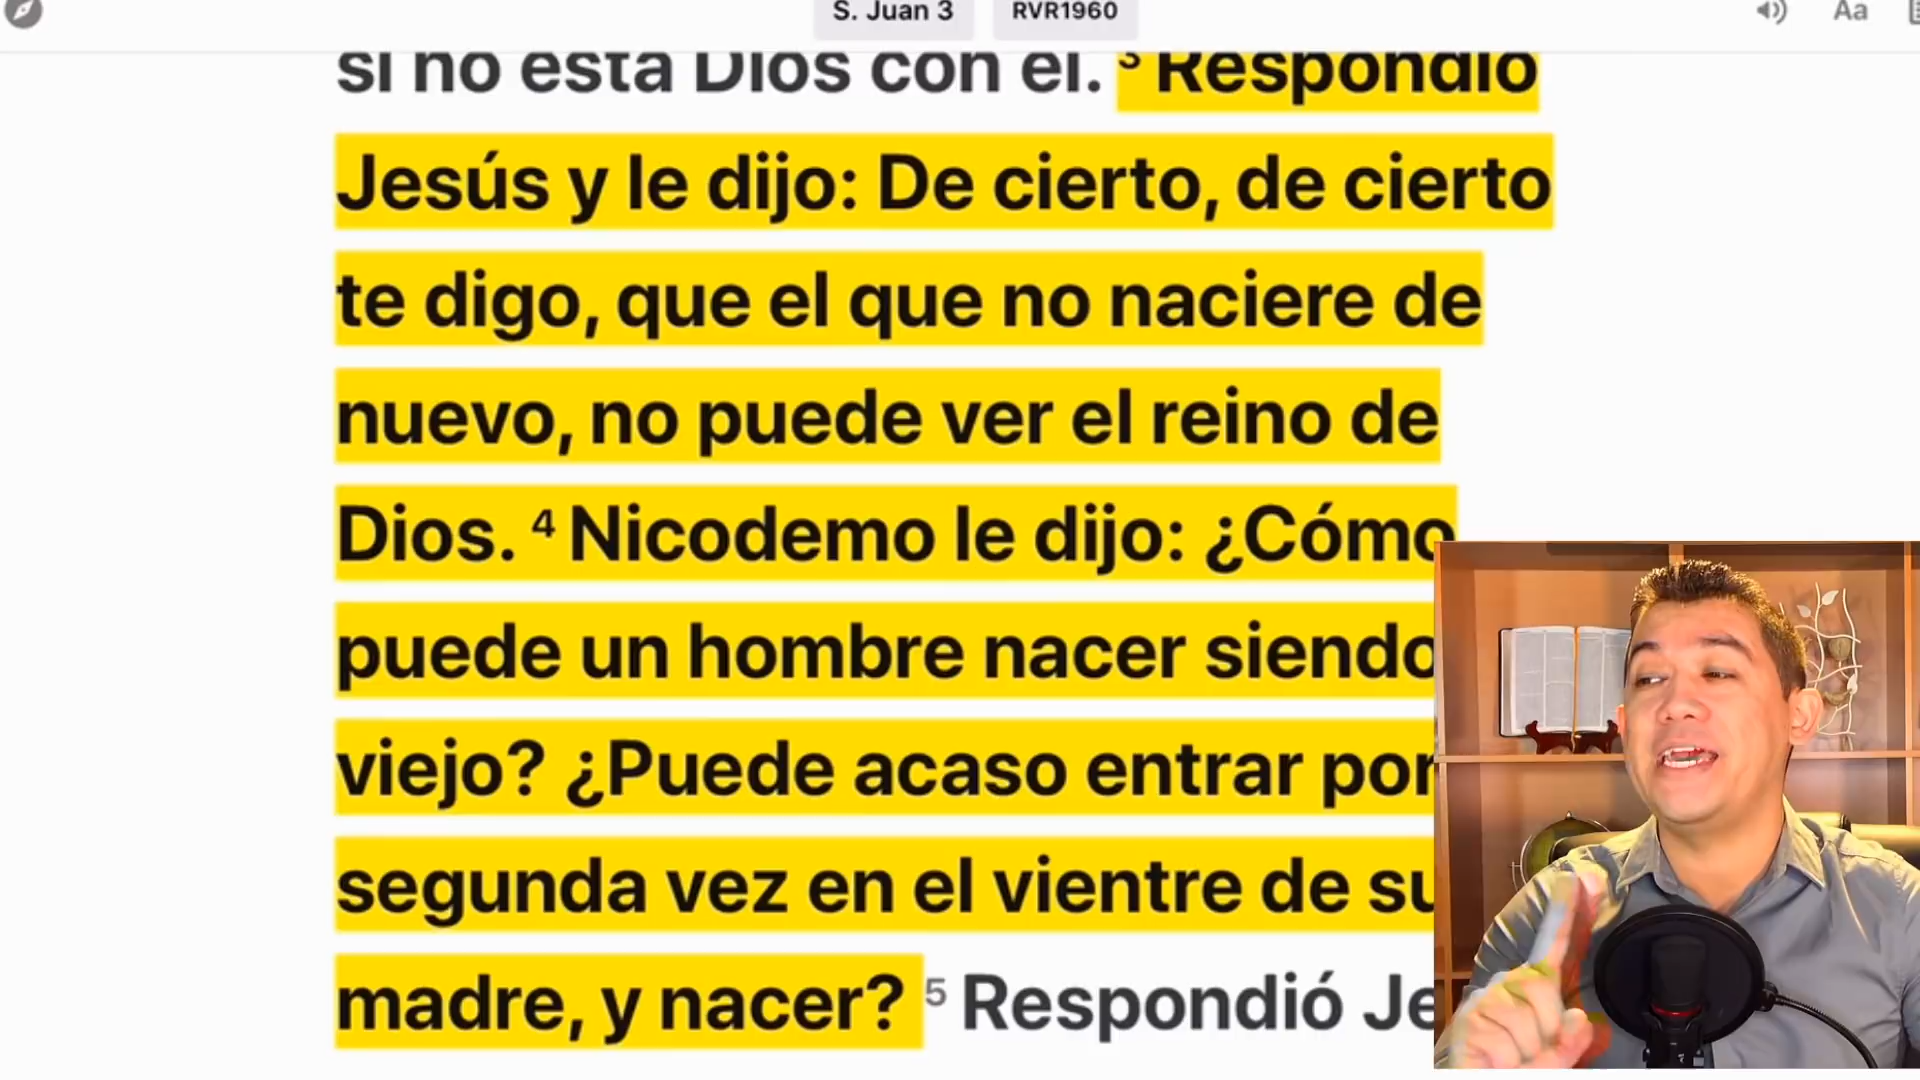 S. Juan 3 RVR1960
Aa
si no está Dios con él. 3 Respondió
Jesús y le dijo: De cierto, de cierto
te digo, que el que no naciere de
nuevo, no puede ver el reino de
Dios. 4 Nicodemo le dijo: ¿Cómo
puede un hombre nacer siendo
viejo? ¿Puede acaso entrar por
segunda vez en el vientre de su
madre, y nacer? 5 Respondió Je